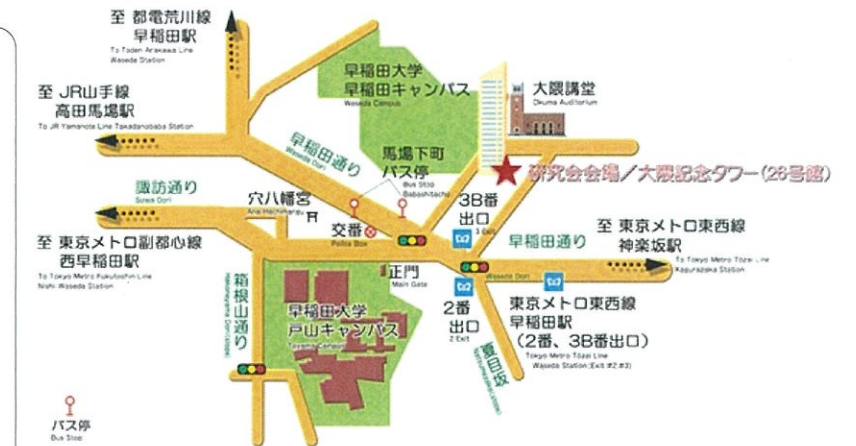 至 都電荒川線
早稲田駅
To Toden Arakawa Line
Waseda Station
至 JR山手線
高田馬場駅
To JR Yamanote Line Takadanobaba Station
早稲田大学
早稲田キャンパス
Waseda Campus
大隈講堂
Okuma Auditorium
早稲田通り
Waseda Dori
馬場下町
バス停
Bus Stop
Babashitacho
研究会会場/大隈記念タワー(26号館)
諏訪通り
Suwa Dori
穴八幡宮
Ana Hachimangu
交番
Police Box
3B番
出口
3 Exit
早稲田通り
Waseda Dori
至 東京メトロ東西線
神楽坂駅
To Tokyo Metro Tozai Line
Kagurazaka Station
至 東京メトロ副都心線
西早稲田駅
To Tokyo Metro Fukutoshin Line
Nishi Waseda Station
正門
Main Gate
箱根山通り
早稲田大学
戸山キャンパス
Toyama Campus
2番
出口
2 Exit
夏目坂
東京メトロ東西線
早稲田駅
(2番、3B番出口)
Tokyo Metro Tozai Line
Waseda Station(Exit #2,#3)
バス停
Bus Stop